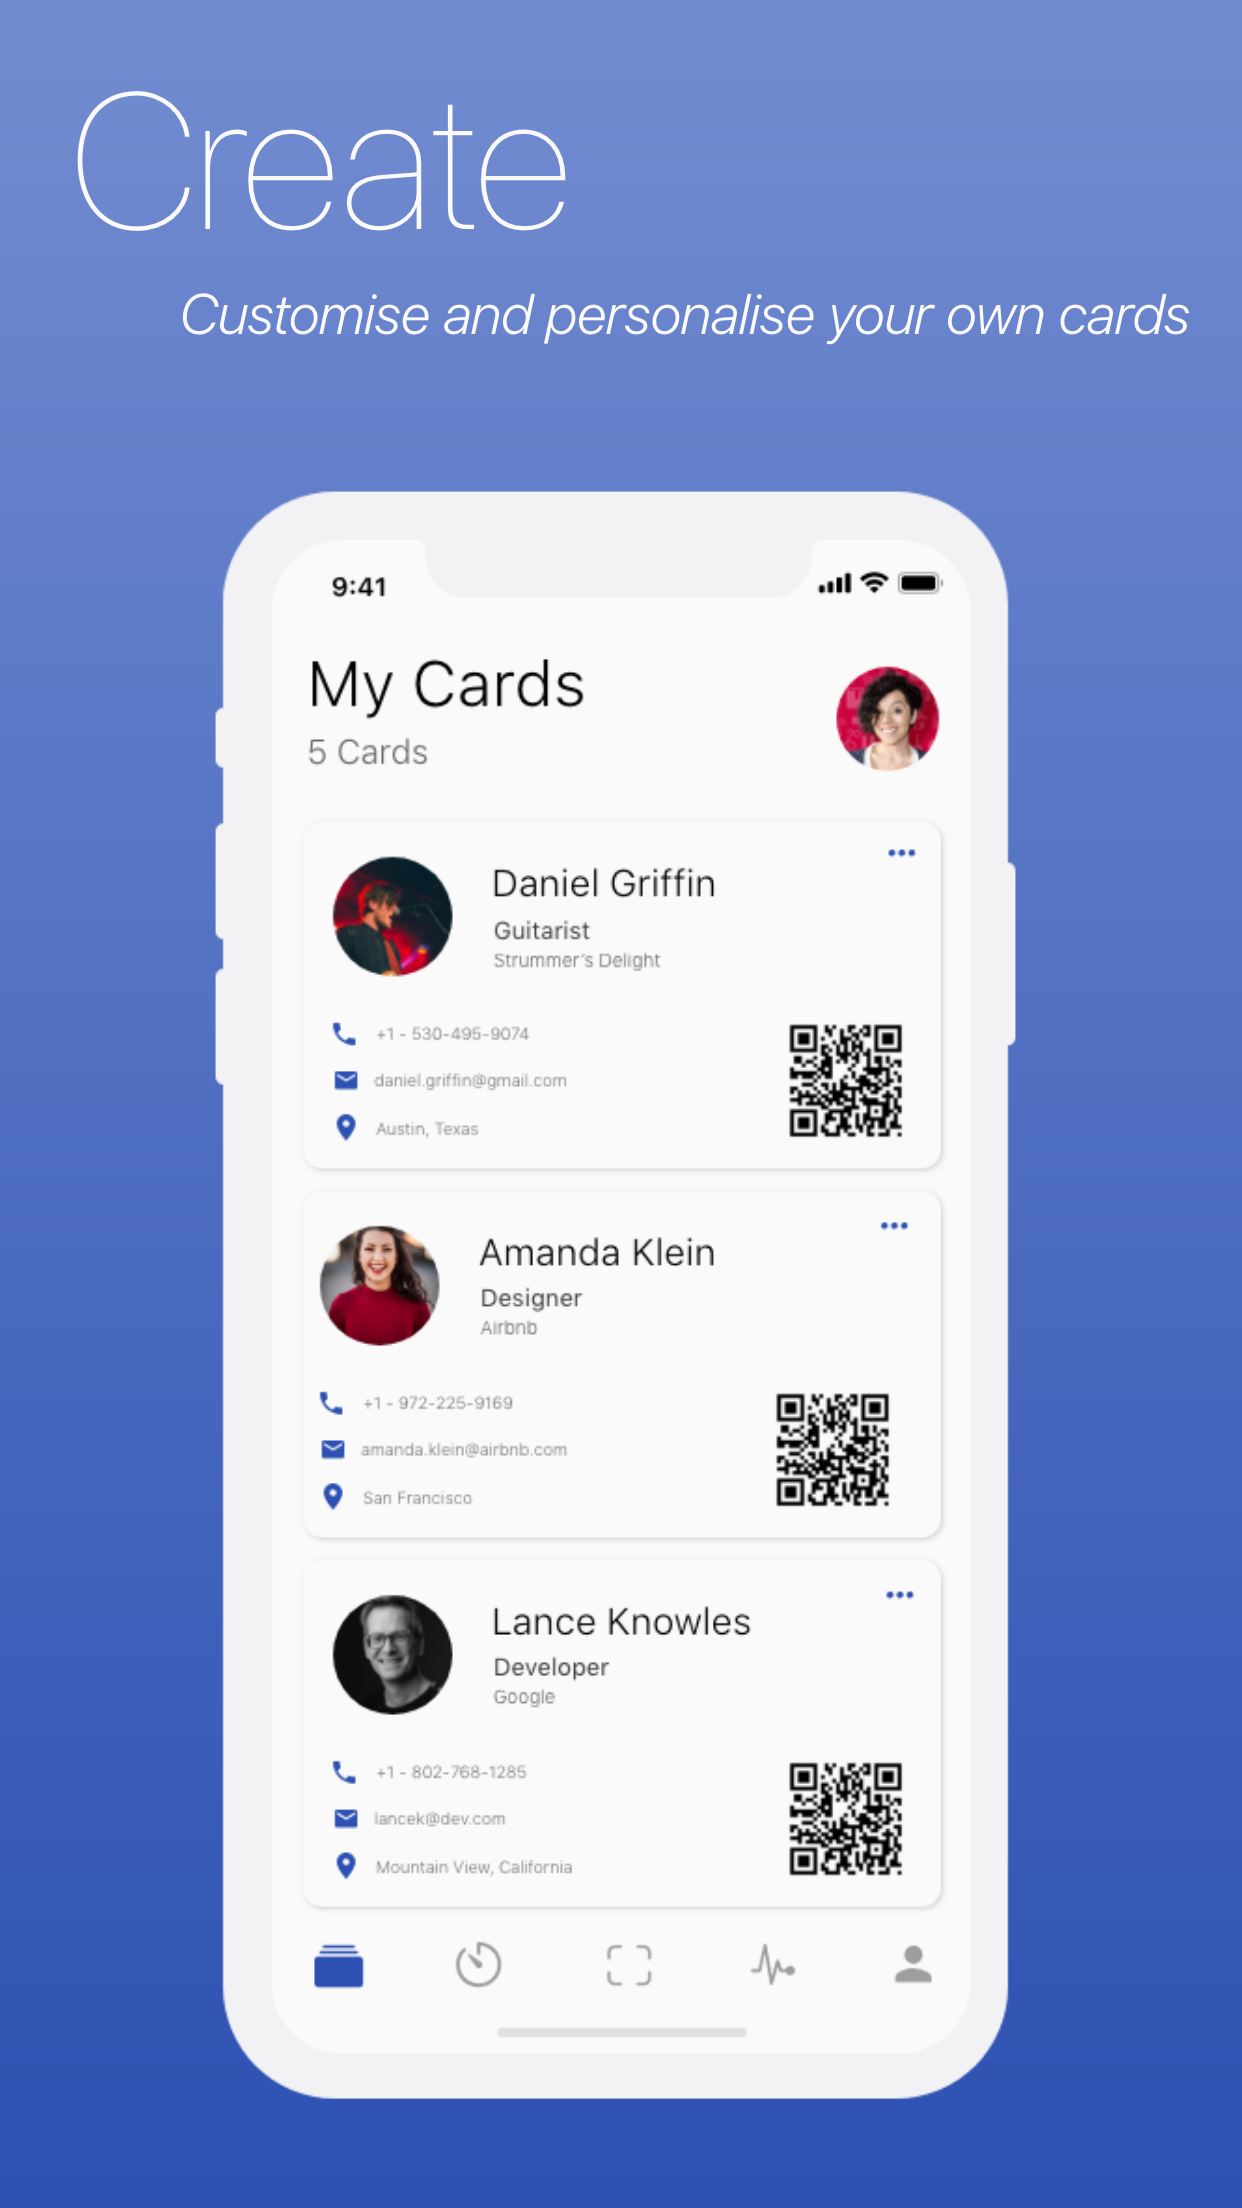 Create
Customise and personalise your own cards
9:41
My Cards
5 Cards
Daniel Griffin
Guitarist
Strummer's Delight
+1 - 530-495-9074
daniel.griffin@gmail.com
Austin, Texas
Amanda Klein
Designer
Airbnb
+1 - 972-225-9169
amanda.klein@airbnb.com
San Francisco
Lance Knowles
Developer
Google
+1 - 802-768-1285
lancek@dev.com
Mountain View, California